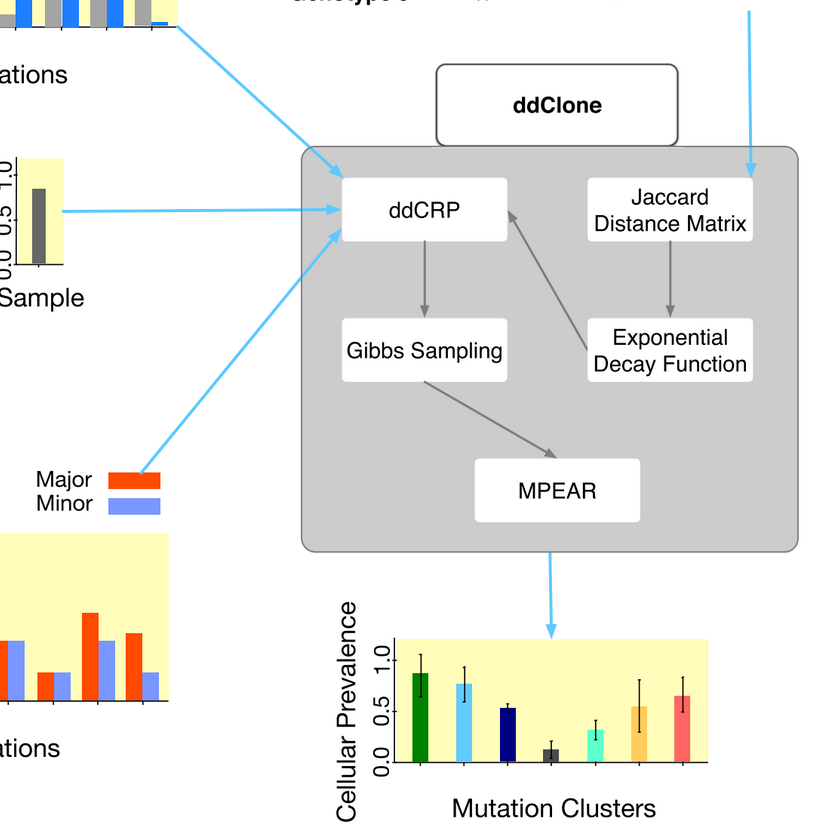 ations
ddClone
ddCRP
Jaccard
Distance Matrix
0.0 0.5 1.0
Sample
Gibbs Sampling
Exponential
Decay Function
Major
Minor
MPEAR
ations
Cellular Prevalence
0.0 0.5 1.0
Mutation Clusters